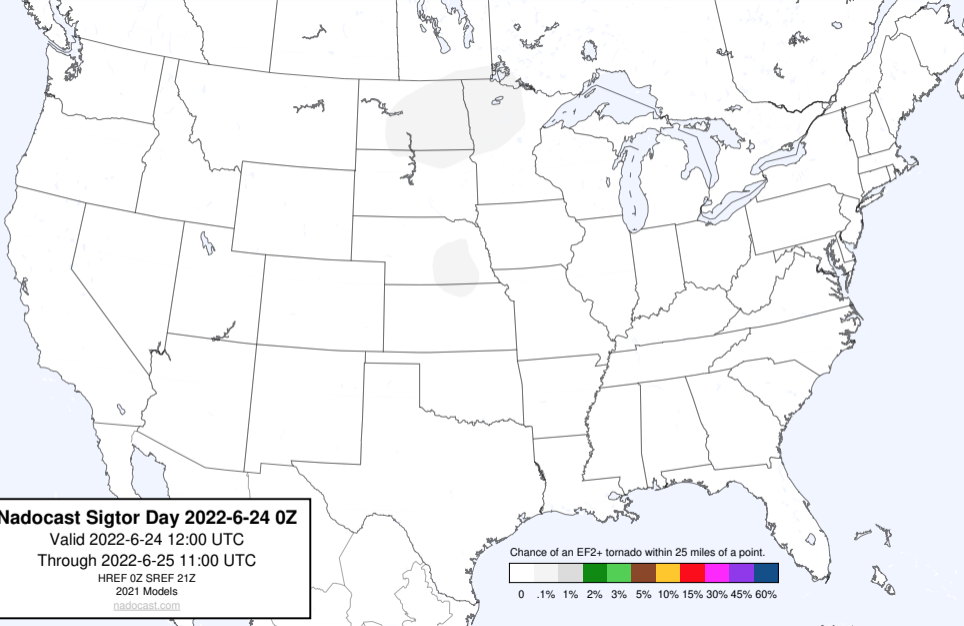 Nadocast Sigtor Day 2022-6-24 0Z
Valid 2022-6-24 12:00 UTC
Through 2022-6-25 11:00 UTC
HREF 0Z SREF 21Z
2021 Models
nadocast.com
Chance of an EF2+ tornado within 25 miles of a point.
0 .1% 1% 2% 3% 5% 10% 15% 30% 45% 60%